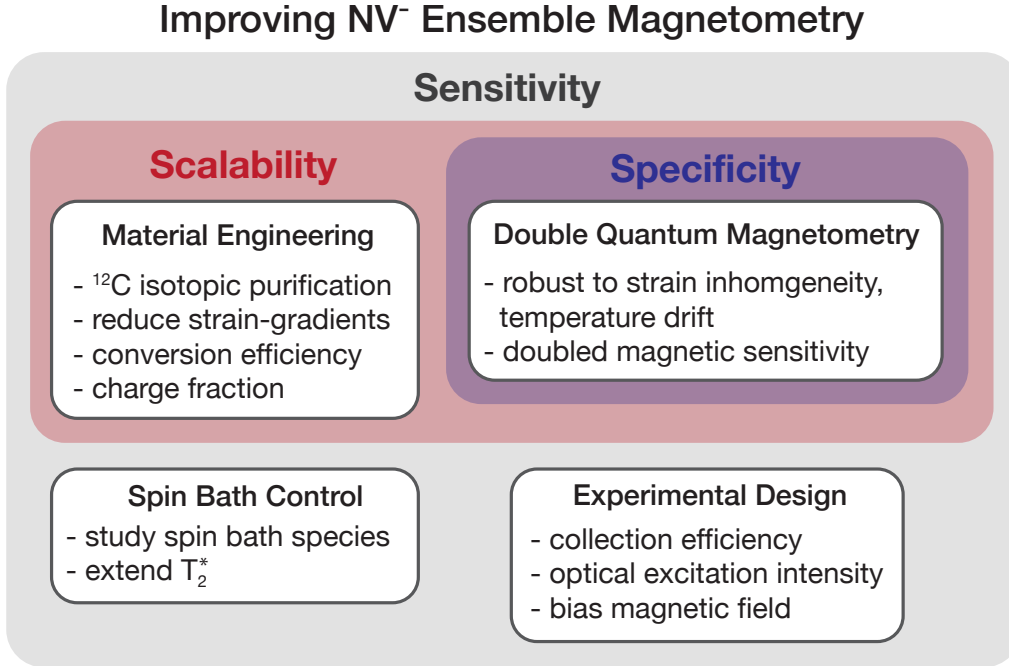 Improving NV⁻ Ensemble Magnetometry
Sensitivity
Scalability
Material Engineering
- ¹²C isotopic purification
- reduce strain-gradients
- conversion efficiency
- charge fraction
Specificity
Double Quantum Magnetometry
- robust to strain inhomgeneity,
temperature drift
- doubled magnetic sensitivity
Spin Bath Control
- study spin bath species
- extend T₂*
Experimental Design
- collection efficiency
- optical excitation intensity
- bias magnetic field